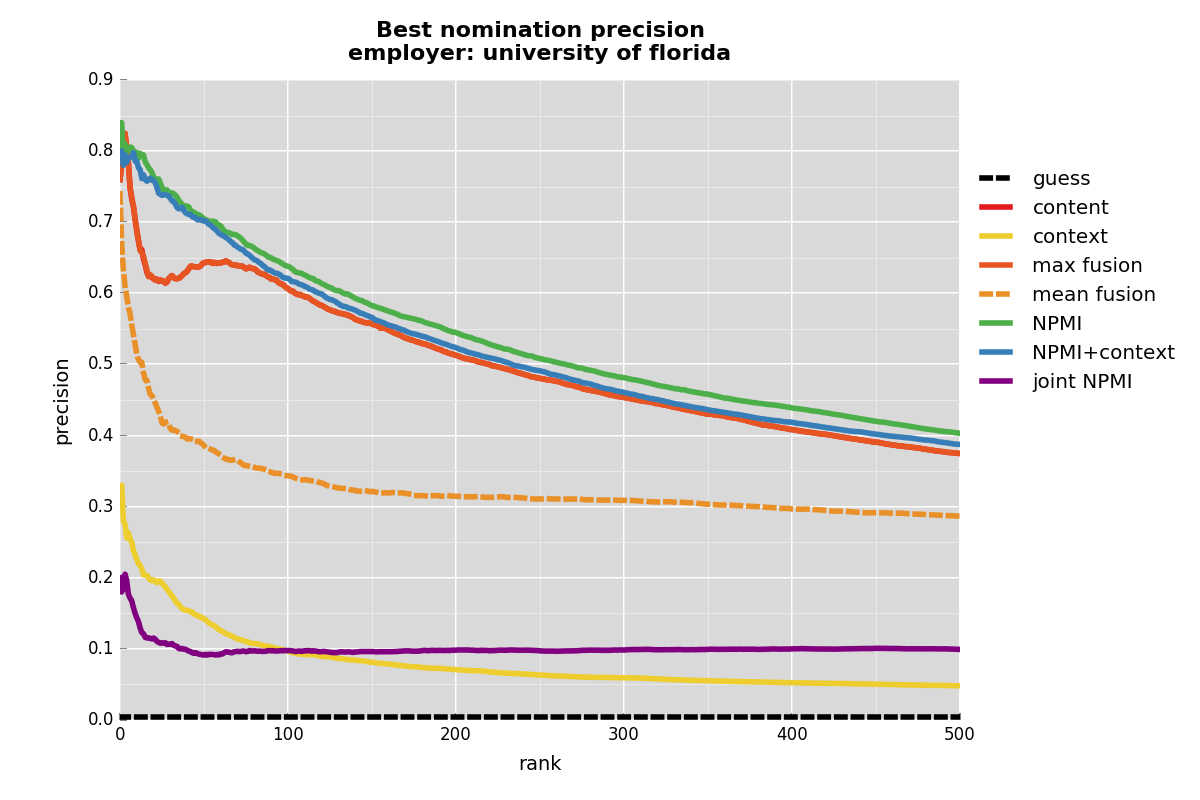 Best nomination precision
employer: university of florida
precision
0.9
0.8
0.7
0.6
0.5
0.4
0.3
0.2
0.1
0.0
0 100 200 300 400 500
rank
guess
content
context
max fusion
mean fusion
NPMI
NPMI+context
joint NPMI